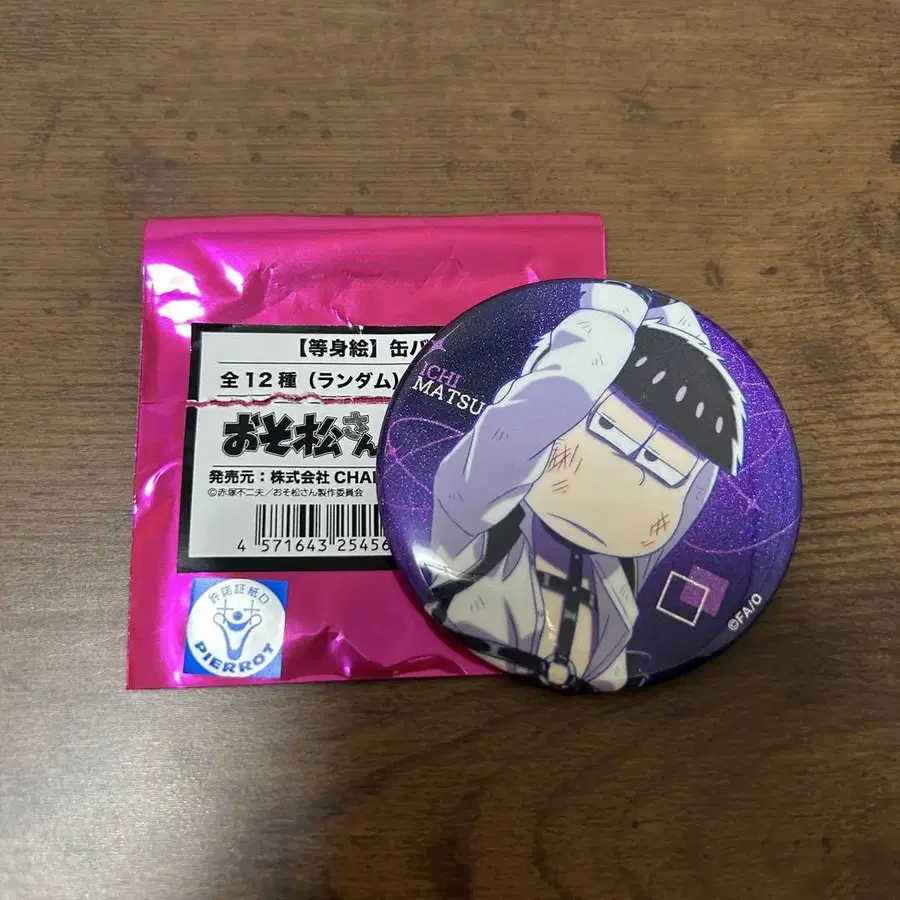 【等身絵】缶バ
全12種(ランダム)
おそ松さん
発売元:株式会社 CHA
©赤塚不二夫/おそ松さん製作委員会
4 571643 25456
許諾証紙D
PIERROT
ICHI
MATSU
©FA/O